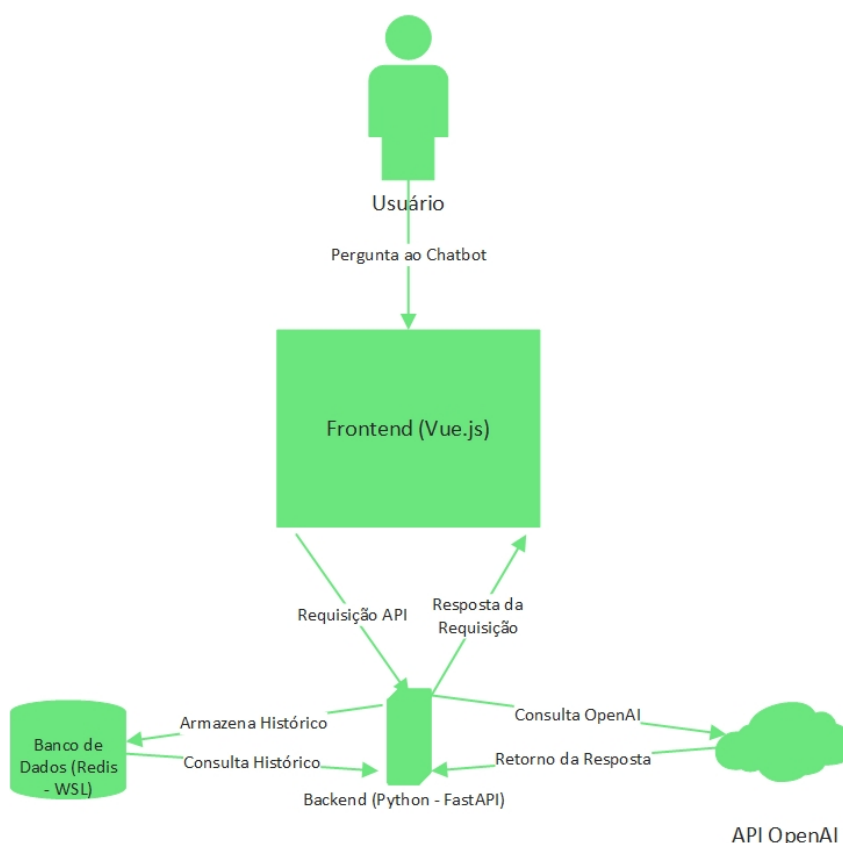 Usuário
Pergunta ao Chatbot
Frontend (Vue.js)
Requisição API
Resposta da
Requisição
Armazena Histórico
Consulta OpenAI
Banco de
Dados (Redis
- WSL)
Consulta Histórico
Retorno da Resposta
Backend (Python - FastAPI)
API OpenAI